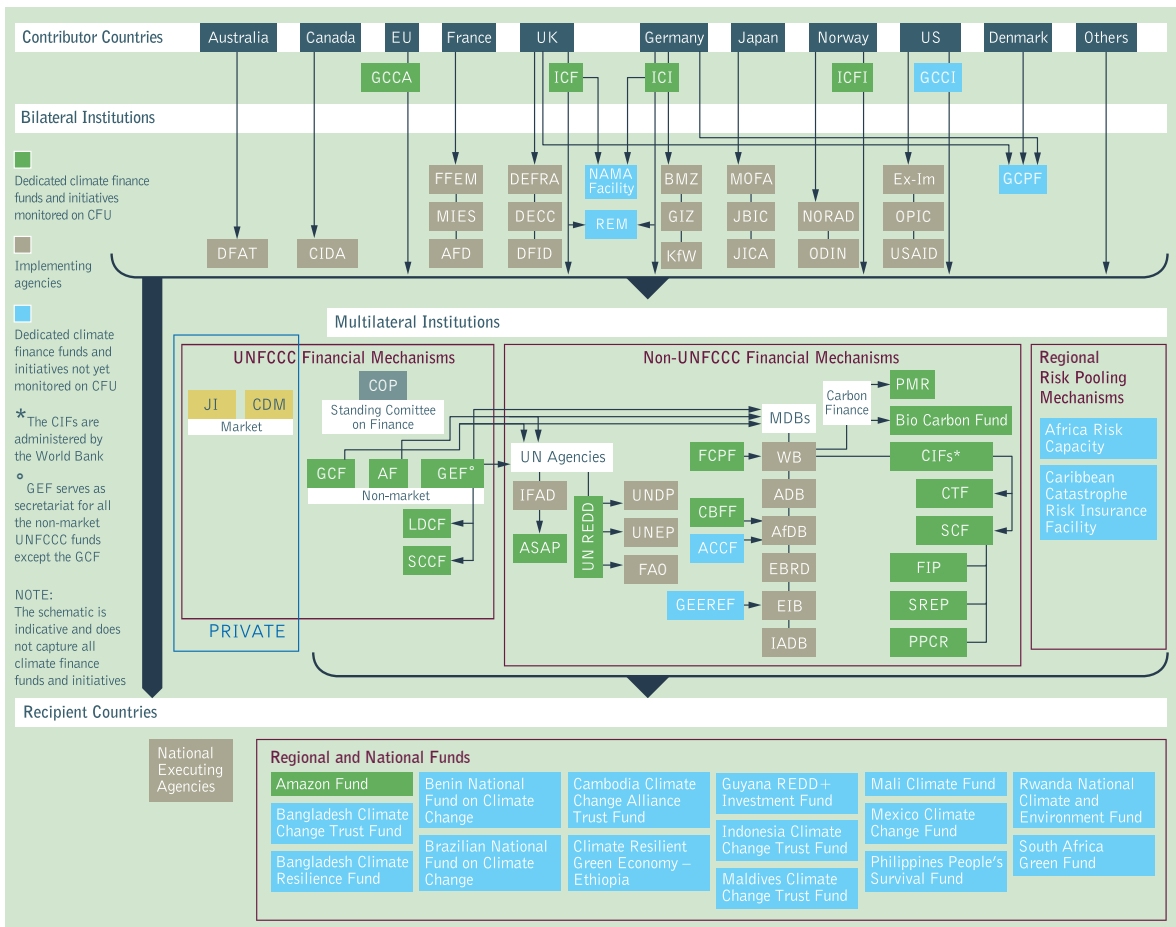 Contributor Countries
Australia
Canada
EU
France
UK
Germany
Japan
Norway
US
Denmark
Others
GCCA
ICF
ICI
ICFI
GCCI
Bilateral Institutions
Dedicated climate finance
funds and initiatives
monitored on CFU
Implementing
agencies
Dedicated climate
finance funds and
initiatives not yet
monitored on CFU
*The CIFs are
administered by
the World Bank
° GEF serves as
secretariat for all
the non-market
UNFCCC funds
except the GCF
NOTE:
The schematic is
indicative and does
not capture all
climate finance
funds and initiatives
FFEM
DEFRA
NAMA
Facility
BMZ
MOFA
Ex-Im
GCPF
MIES
DECC
REM
GIZ
JBIC
NORAD
OPIC
DFAT
CIDA
AFD
DFID
KfW
JICA
ODIN
USAID
Multilateral Institutions
UNFCCC Financial Mechanisms
COP
Standing Comittee
on Finance
JI
CDM
Market
GCF
AF
GEF°
Non-market
LDCF
SCCF
PRIVATE
Non-UNFCCC Financial Mechanisms
MDBs
Carbon
Finance
PMR
Bio Carbon Fund
UN Agencies
FCPF
WB
CIFs*
IFAD
UN REDD
UNDP
ADB
CTF
CBFF
UNEP
AfDB
SCF
ASAP
ACCF
FAO
EBRD
FIP
GEEREF
EIB
SREP
IADB
PPCR
Regional
Risk Pooling
Mechanisms
Africa Risk
Capacity
Caribbean
Catastrophe
Risk Insurance
Facility
Recipient Countries
National
Executing
Agencies
Regional and National Funds
Amazon Fund
Bangladesh Climate
Change Trust Fund
Bangladesh Climate
Resilience Fund
Benin National
Fund on Climate
Change
Brazilian National
Fund on Climate
Change
Cambodia Climate
Change Alliance
Trust Fund
Climate Resilient
Green Economy –
Ethiopia
Guyana REDD+
Investment Fund
Indonesia Climate
Change Trust Fund
Maldives Climate
Change Trust Fund
Mali Climate Fund
Mexico Climate
Change Fund
Philippines People's
Survival Fund
Rwanda National
Climate and
Environment Fund
South Africa
Green Fund